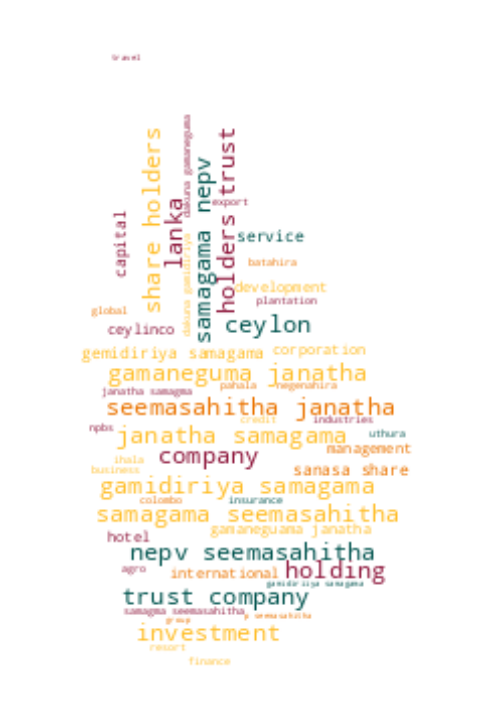 travel
share holders
dakuna gamaneguma
holders trust
samagama nepv
lanka
export
capital
service
dakuna gamidiriya
batahira
development
plantation
global
ceylinco
ceylon
gemidiriya samagama
corporation
gamaneguma janatha
pahala
negenahira
janatha samagma
seemasahitha janatha
credit
industries
npbs
janatha samagama
uthura
management
company
ihala
business
sanasa share
gamidiriya samagama
colombo
insurance
samagama seemasahitha
gamaneguama janatha
hotel
nepv seemasahitha
agro
international
holding
gamidiriiya samagama
trust company
samagma seemasahitha
p seemasahitha
group
investment
resort
finance